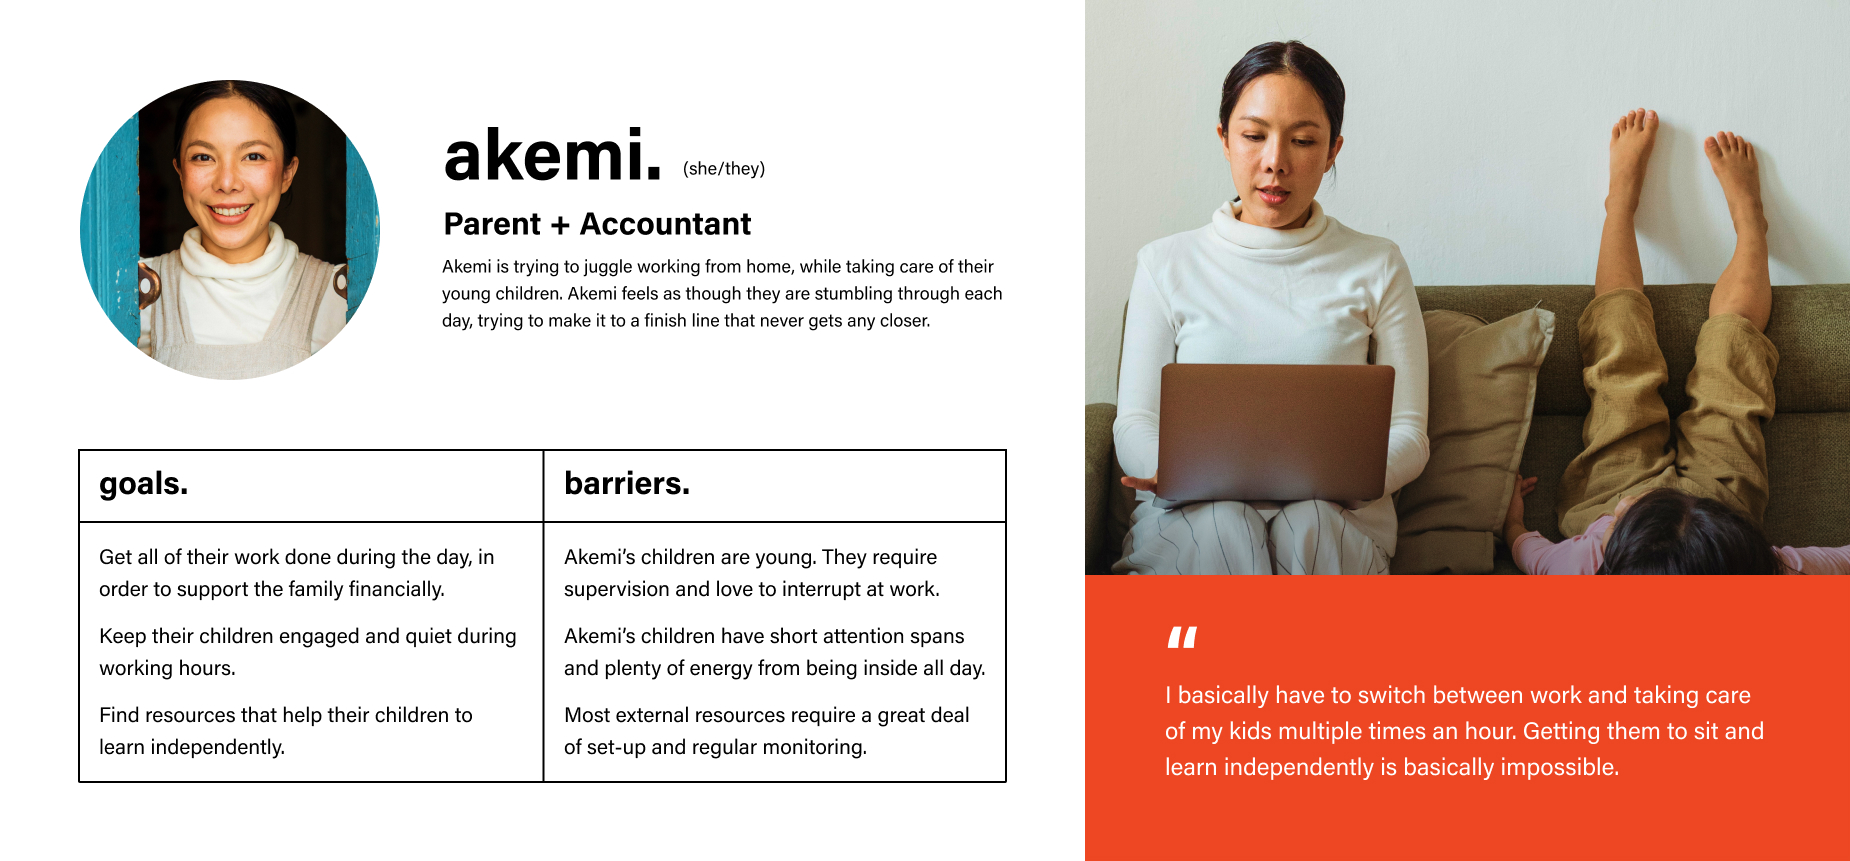 akemi. (she/they)
Parent + Accountant
Akemi is trying to juggle working from home, while taking care of their
young children. Akemi feels as though they are stumbling through each
day, trying to make it to a finish line that never gets any closer.
goals.
Get all of their work done during the day, in
order to support the family financially.
Keep their children engaged and quiet during
working hours.
Find resources that help their children to
learn independently.
barriers.
Akemi’s children are young. They require
supervision and love to interrupt at work.
Akemi’s children have short attention spans
and plenty of energy from being inside all day.
Most external resources require a great deal
of set-up and regular monitoring.
“
I basically have to switch between work and taking care
of my kids multiple times an hour. Getting them to sit and
learn independently is basically impossible.